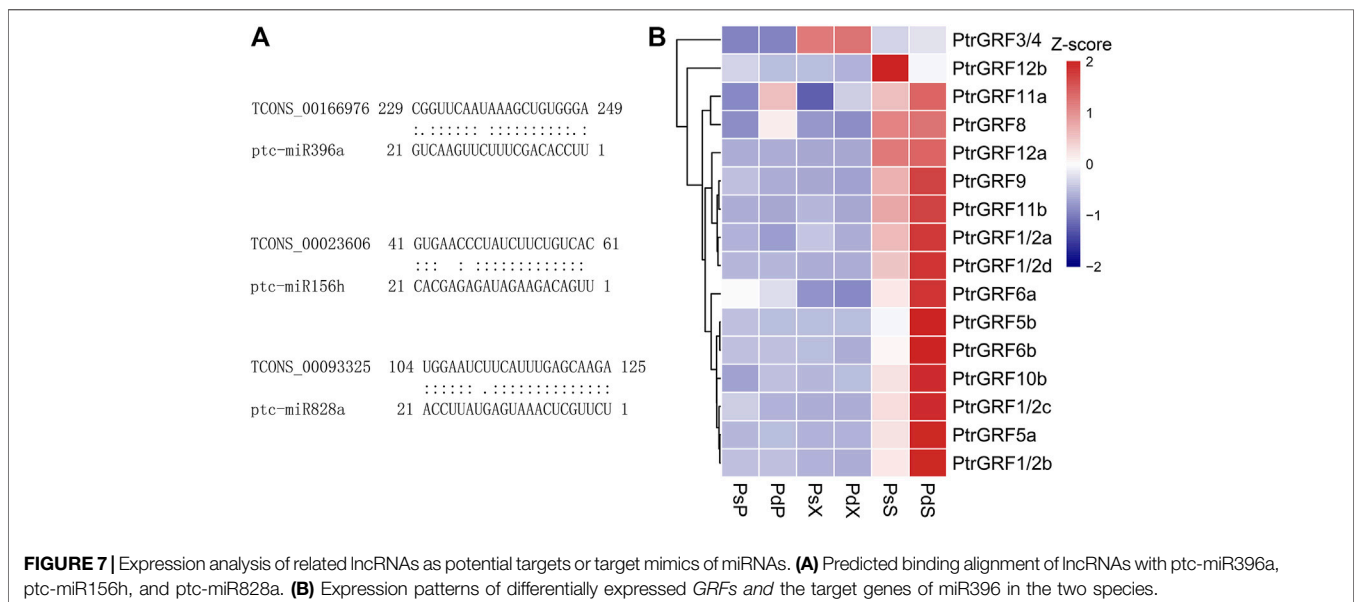 A
TCONS_00166976 229 CGGUUCAAUAAAGCUGUGGGA 249
:. :::::: :::::::::. :
ptc-miR396a 21 GUCAAGUUCUUUCGACACCUU 1
TCONS_00023606 41 GUGAACCCUAUCUUCUGUCAC 61
::: : :::::::::::::
ptc-miR156h 21 CACGAGAGAUAGAAGACAGUU 1
TCONS_00093325 104 UGGAAUCUUCAUUUGAGCAAGA 125
:::::: .::::::::::::::
ptc-miR828a 21 ACCUUAUGAGUAAACUCGUUCU 1
B
PtrGRF3/4
PtrGRF12b
PtrGRF11a
PtrGRF8
PtrGRF12a
PtrGRF9
PtrGRF11b
PtrGRF1/2a
PtrGRF1/2d
PtrGRF6a
PtrGRF5b
PtrGRF6b
PtrGRF10b
PtrGRF1/2c
PtrGRF5a
PtrGRF1/2b
PsP PdP PsX PdX PsS PdS
Z-score
2
1
0
−1
−2
FIGURE 7 | Expression analysis of related lncRNAs as potential targets or target mimics of miRNAs. (A) Predicted binding alignment of lncRNAs with ptc-miR396a,
ptc-miR156h, and ptc-miR828a. (B) Expression patterns of differentially expressed GRFs and the target genes of miR396 in the two species.